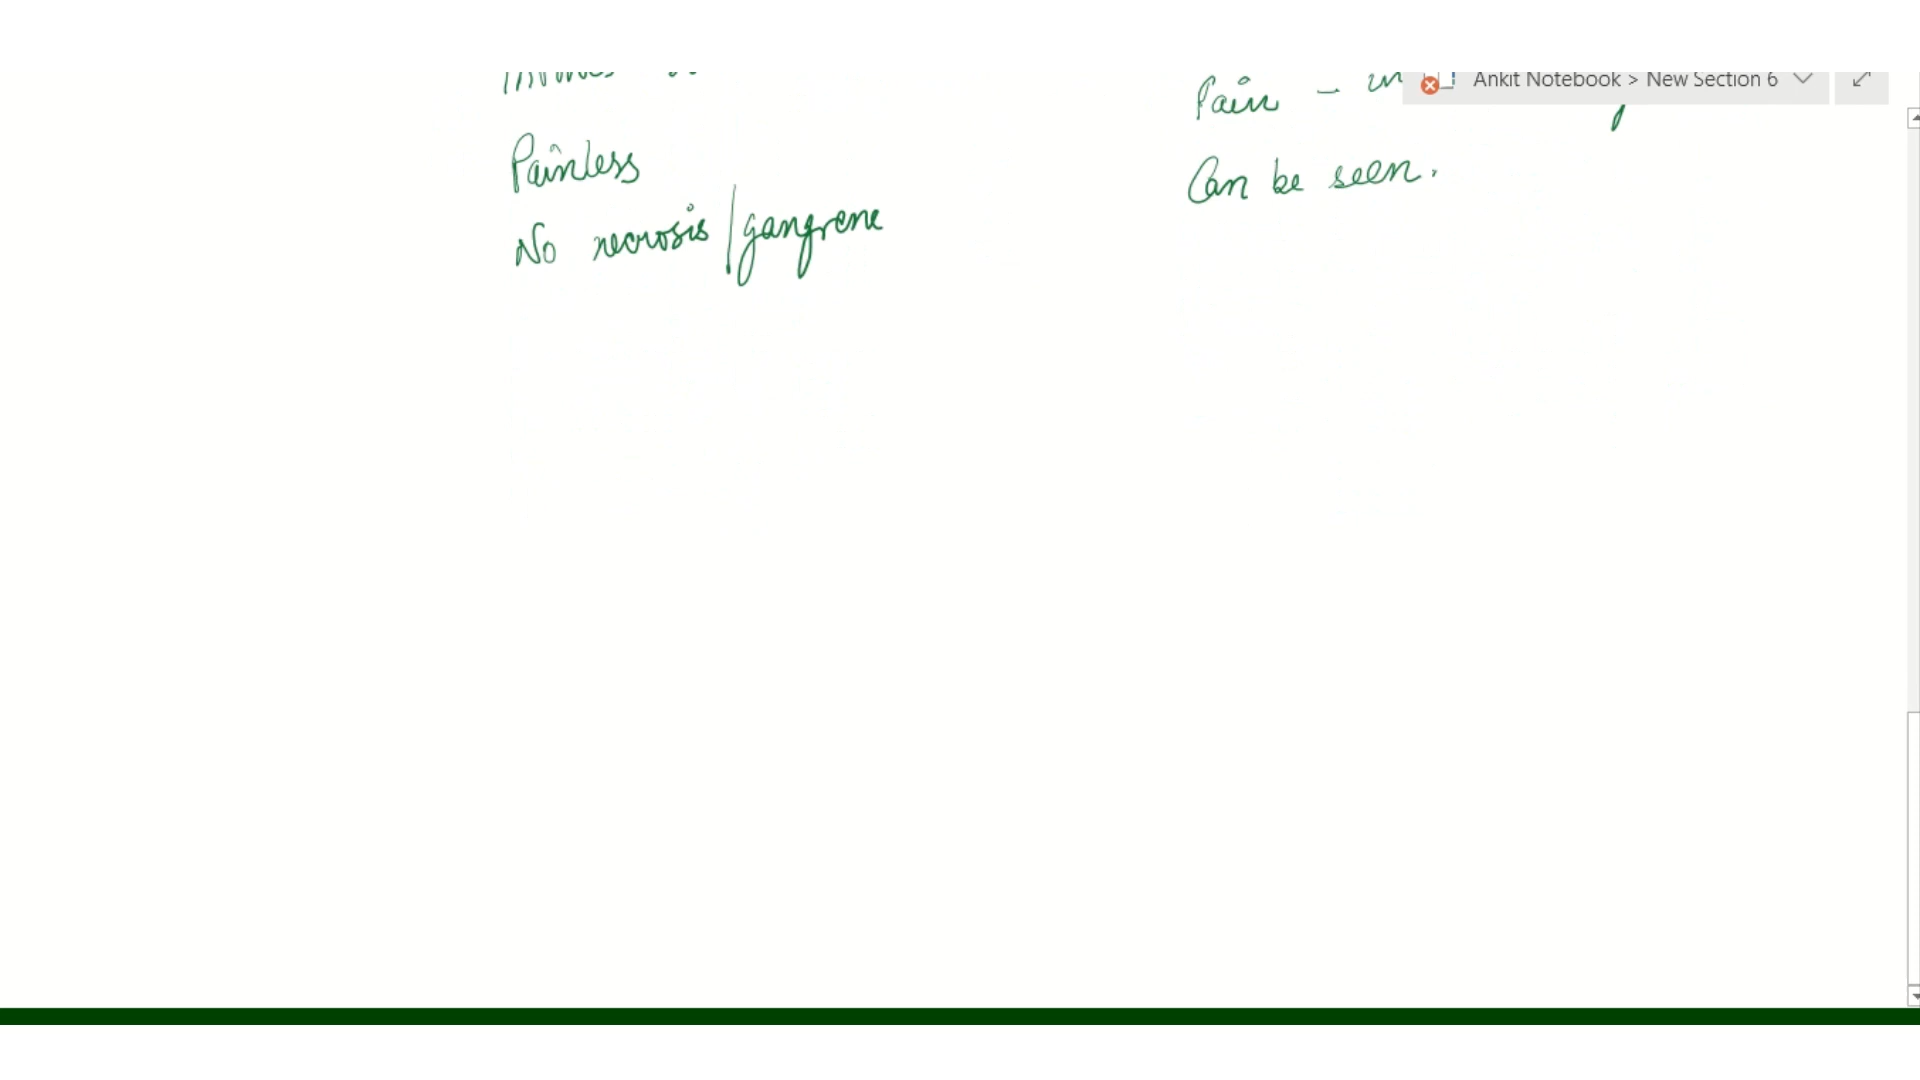 Ankit Notebook > New Section 6
Pain -
Painless
Can be seen.
No necrosis/gangrene